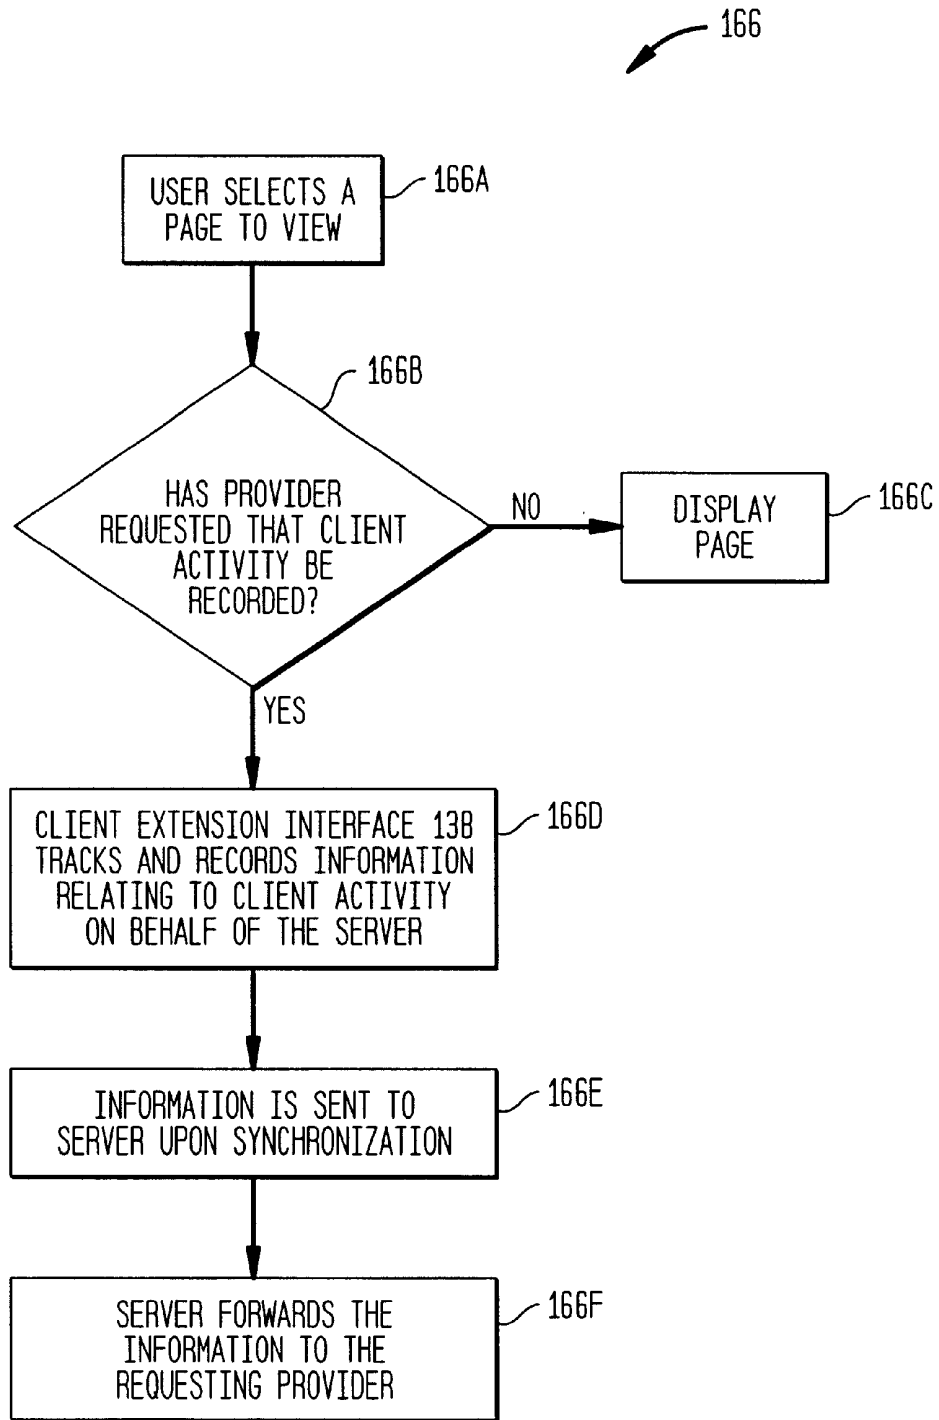 166
USER SELECTS A
PAGE TO VIEW
166A
166B
HAS PROVIDER
REQUESTED THAT CLIENT
ACTIVITY BE
RECORDED?
NO
DISPLAY
PAGE
166C
YES
CLIENT EXTENSION INTERFACE 13B
TRACKS AND RECORDS INFORMATION
RELATING TO CLIENT ACTIVITY
ON BEHALF OF THE SERVER
166D
INFORMATION IS SENT TO
SERVER UPON SYNCHRONIZATION
166E
SERVER FORWARDS THE
INFORMATION TO THE
REQUESTING PROVIDER
166F